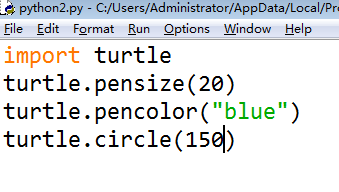 python2.py - C:/Users/Administrator/AppData/Local/Pr
File Edit Format Run Options Window Help
import turtle
turtle.pensize(20)
turtle.pencolor("blue")
turtle.circle(150)